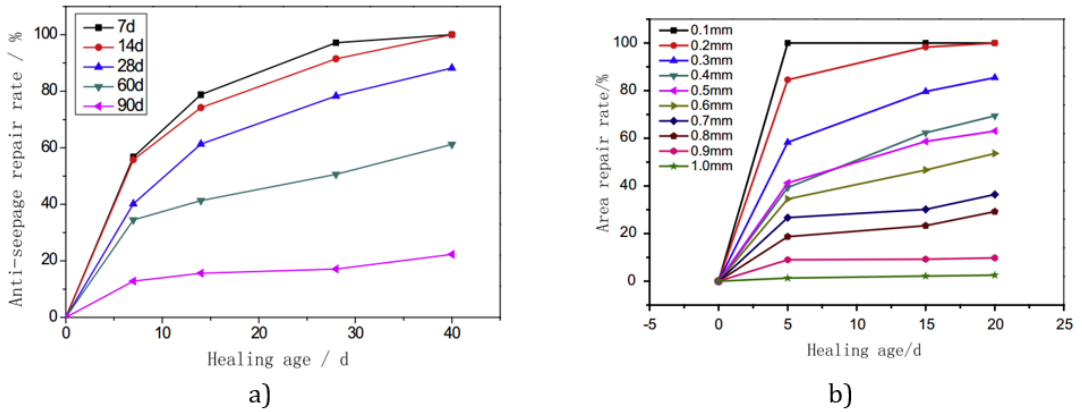 7d
14d
28d
60d
90d
Anti-seepage repair rate / %
100
80
60
40
20
0
0 10 20 30 40
Healing age / d
a)
0.1mm
0.2mm
0.3mm
0.4mm
0.5mm
0.6mm
0.7mm
0.8mm
0.9mm
1.0mm
Area repair rate/%
100
80
60
40
20
0
-5 0 5 10 15 20 25
Healing age/d
b)